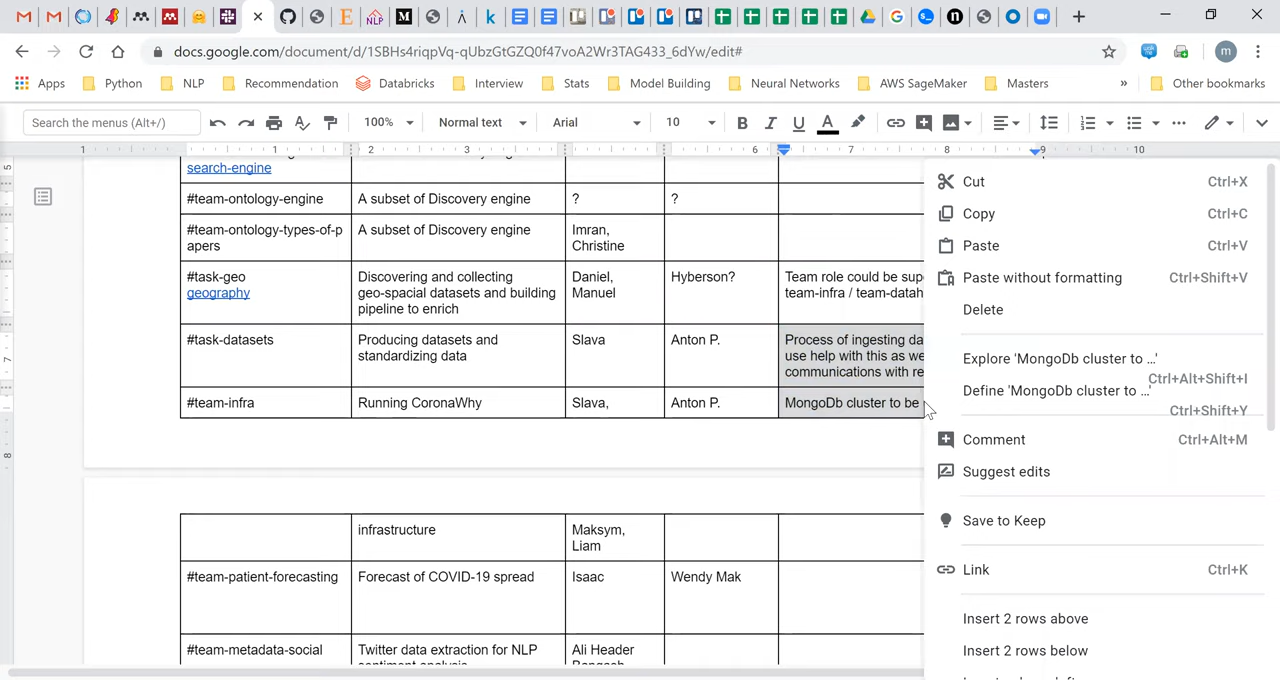 docs.google.com/document/d/1SBHs4riqpVq-qUbzGtGZQ0f47voA2Wr3TAG433_6dYw/edit#
Apps Python NLP Recommendation Databricks Interview Stats Model Building Neural Networks AWS SageMaker Masters » Other bookmarks
Search the menus (Alt+/) 100% Normal text Arial 10
1 1 2 3 6 7 8 9 10
search-engine
#team-ontology-engine A subset of Discovery engine ? ?
#team-ontology-types-of-p A subset of Discovery engine Imran,
apers Christine
#task-geo Discovering and collecting Daniel, Hyberson? Team role could be sup
geography geo-spacial datasets and building Manuel team-infra / team-datah
pipeline to enrich
#task-datasets Producing datasets and Slava Anton P. Process of ingesting da
standardizing data use help with this as we
communications with re
#team-infra Running CoronaWhy Slava, Anton P. MongoDb cluster to be
infrastructure Maksym,
Liam
#team-patient-forecasting Forecast of COVID-19 spread Isaac Wendy Mak
#team-metadata-social Twitter data extraction for NLP Ali Header
Cut Ctrl+X
Copy Ctrl+C
Paste Ctrl+V
Paste without formatting Ctrl+Shift+V
Delete
Explore 'MongoDb cluster to ...'
Ctrl+Alt+Shift+I
Define 'MongoDb cluster to ...'
Ctrl+Shift+Y
Comment Ctrl+Alt+M
Suggest edits
Save to Keep
Link Ctrl+K
Insert 2 rows above
Insert 2 rows below